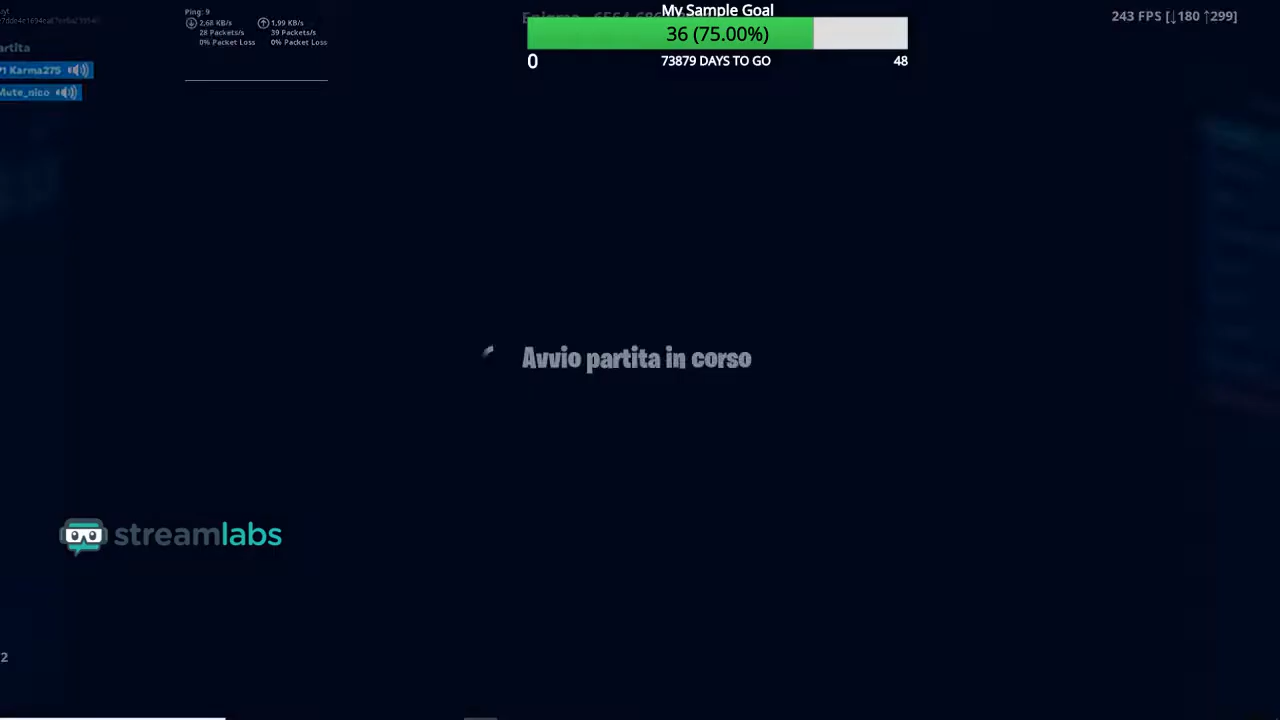 Ping: 9
2,68 KB/s
1,99 KB/s
28 Packets/s
39 Packets/s
0% Packet Loss
0% Packet Loss
My Sample Goal
36 (75.00%)
0
73879 DAYS TO GO
48
243 FPS [↓180 ↑299]
artita
Karma275
Mute_nico
Avvio partita in corso
streamlabs
2